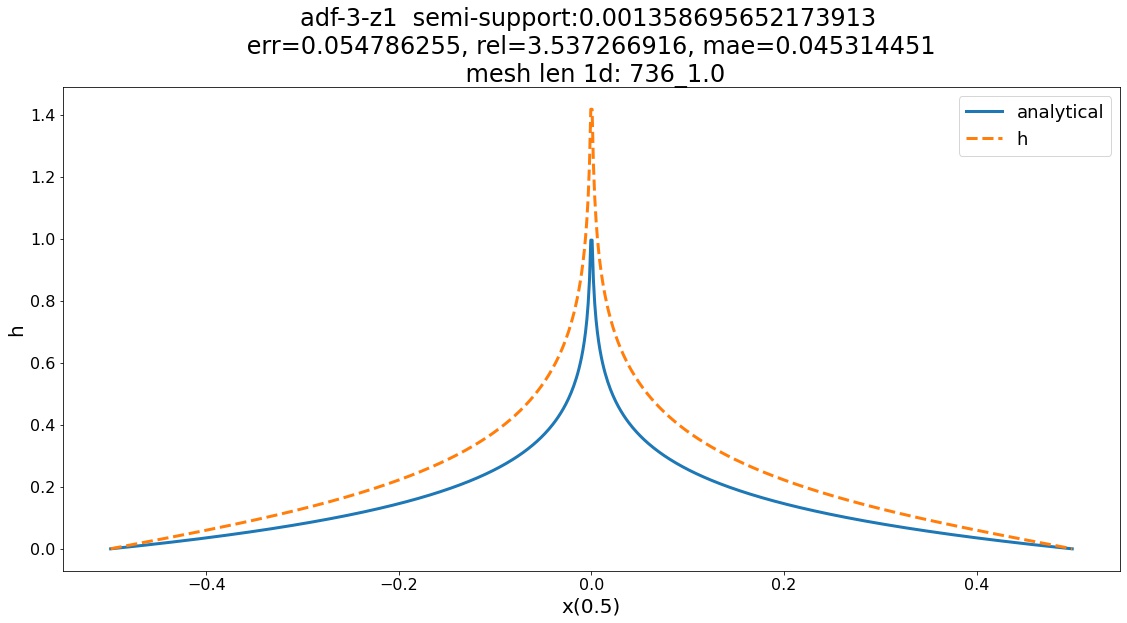 adf-3-z1  semi-support:0.001358695652173913
err=0.054786255, rel=3.537266916, mae=0.045314451
mesh len 1d: 736_1.0
analytical
h
1.4
1.2
1.0
0.8
0.6
0.4
0.2
0.0
h
−0.4
−0.2
0.0
0.2
0.4
x(0.5)